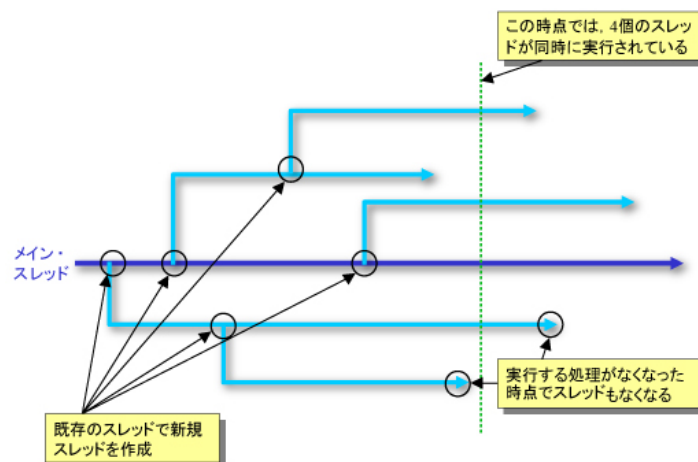 この時点では，4個のスレッ
ドが同時に実行されている
メイン・
スレッド
実行する処理がなくなった
時点でスレッドもなくなる
既存のスレッドで新規
スレッドを作成